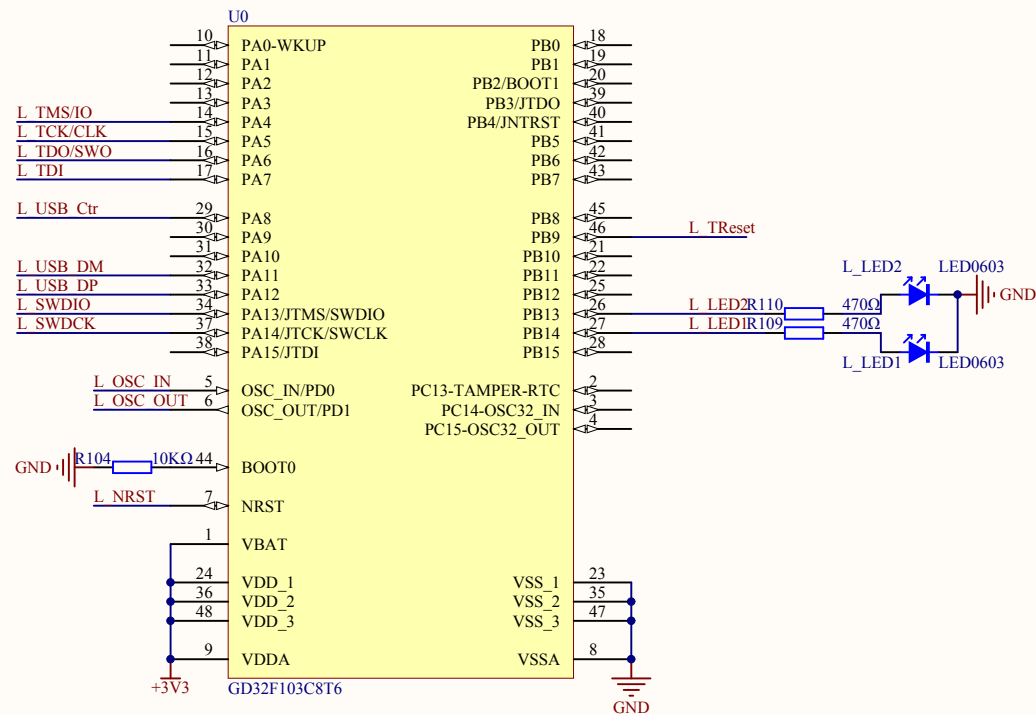 U0
10 PA0-WKUP PB0 18
11 PA1 PB1 19
12 PA2 PB2/BOOT1 20
13 PA3 PB3/JTDO 39
L_TMS/IO 14 PA4 PB4/JNTRST 40
L_TCK/CLK 15 PA5 PB5 41
L_TDO/SWO 16 PA6 PB6 42
L_TDI 17 PA7 PB7 43
L_USB_Ctr 29 PA8 PB8 45
30 PA9 PB9 46 L_TReset
31 PA10 PB10 21
L_USB_DM 32 PA11 PB11 22 L_LED2 LED0603
L_USB_DP 33 PA12 PB12 25 GND
L_SWDIO 34 PA13/JTMS/SWDIO PB13 26 L_LED2 R110 470Ω
L_SWDCK 37 PA14/JTCK/SWCLK PB14 27 L_LED1 R109 470Ω
38 PA15/JTDI PB15 28 L_LED1 LED0603
L_OSC_IN 5 OSC_IN/PD0 PC13-TAMPER-RTC 2
L_OSC_OUT 6 OSC_OUT/PD1 PC14-OSC32_IN 3
PC15-OSC32_OUT 4
GND R104 10KΩ 44 BOOT0
L_NRST 7 NRST
1 VBAT
24 VDD_1 VSS_1 23
36 VDD_2 VSS_2 35
48 VDD_3 VSS_3 47
9 VDDA VSSA 8
+3V3 GD32F103C8T6 GND